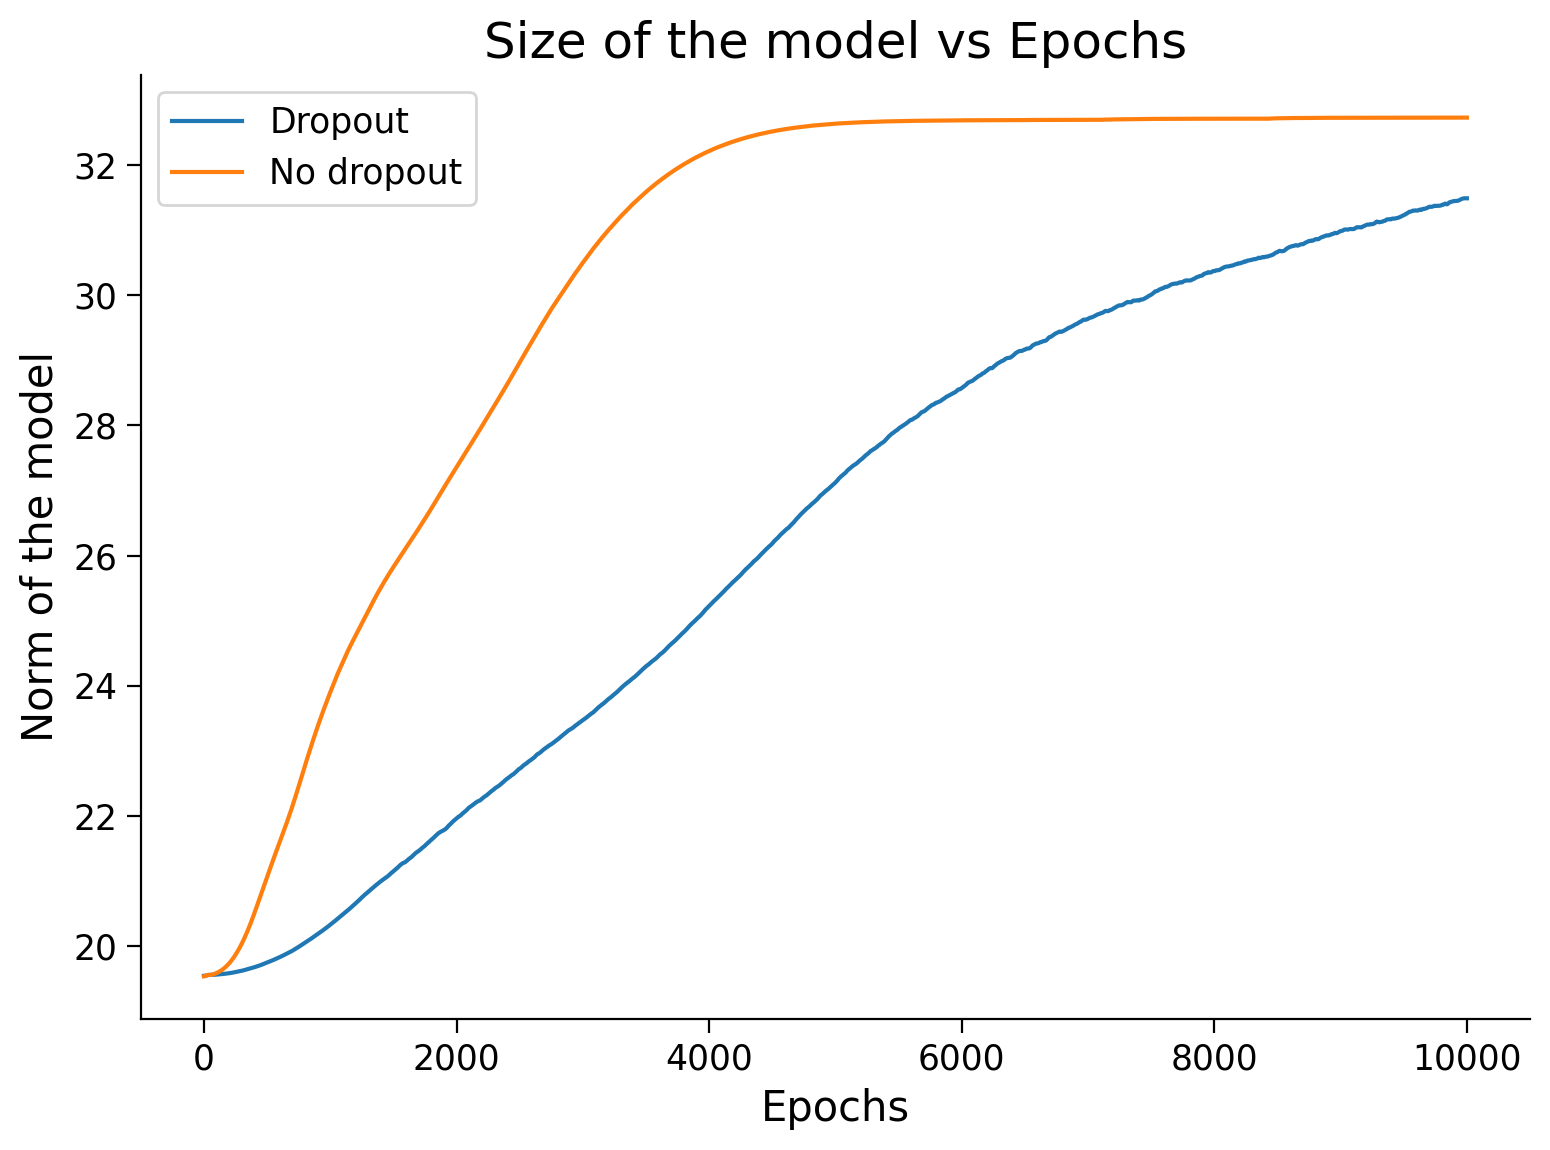 Size of the model vs Epochs
Dropout
No dropout
Norm of the model
32
30
28
26
24
22
20
0 2000 4000 6000 8000 10000
Epochs